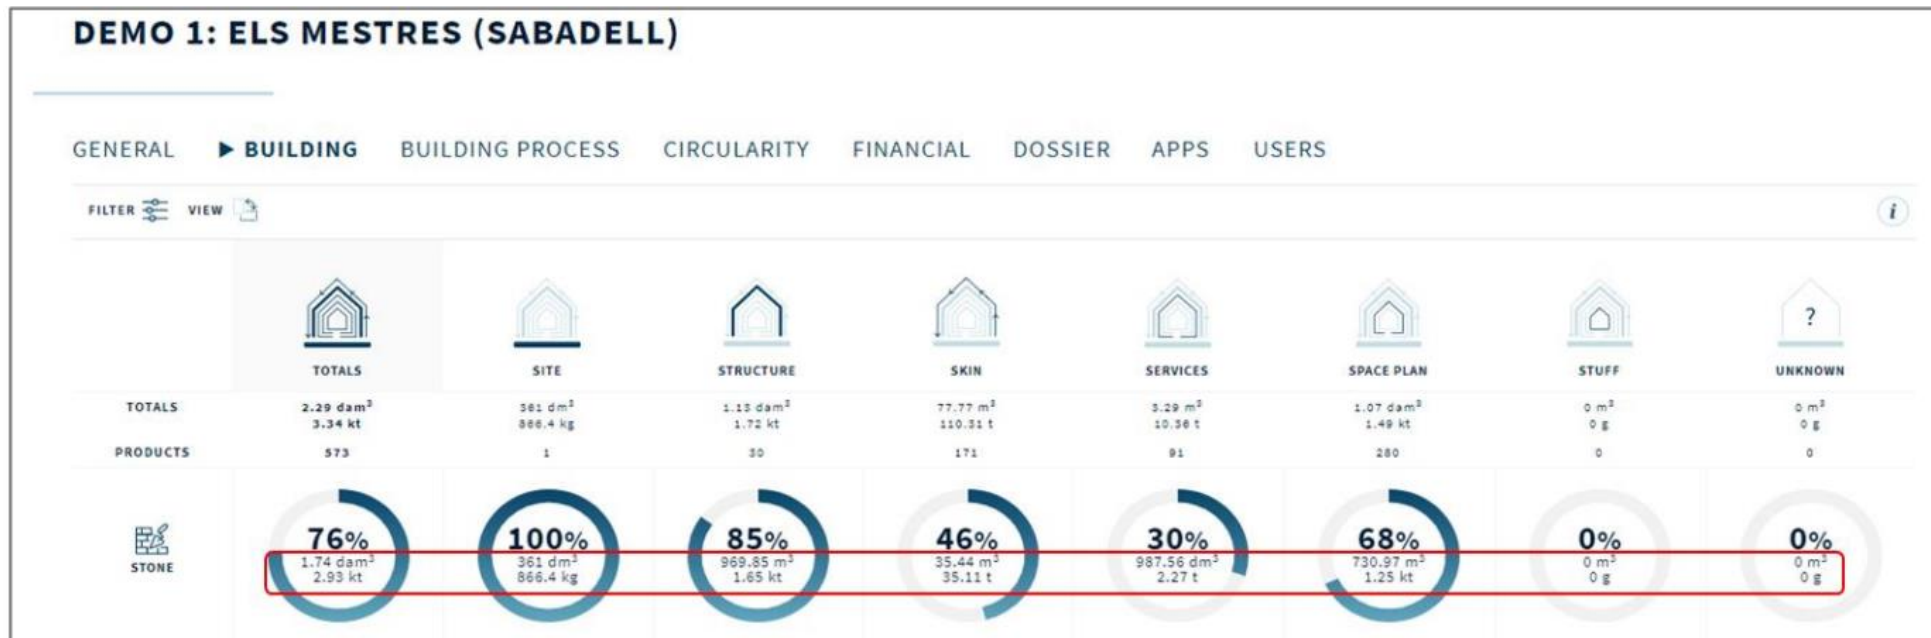 DEMO 1: ELS MESTRES (SABADELL)
GENERAL ▶ BUILDING BUILDING PROCESS CIRCULARITY FINANCIAL DOSSIER APPS USERS
FILTER VIEW i
?
TOTALS SITE STRUCTURE SKIN SERVICES SPACE PLAN STUFF UNKNOWN
TOTALS 2.29 dam³ 361 dm³ 1.13 dam³ 77.77 m³ 3.29 m³ 1.07 dam³ 0 m³ 0 m³
3.34 kt 866.4 kg 1.72 kt 110.31 t 10.36 t 1.49 kt 0 g 0 g
PRODUCTS 573 1 30 171 91 280 0 0
STONE 76% 100% 85% 46% 30% 68% 0% 0%
1.74 dam³ 361 dm³ 969.85 m³ 35.44 m³ 987.56 dm³ 730.97 m³ 0 m³ 0 m³
2.93 kt 866.4 kg 1.65 kt 35.11 t 2.27 t 1.25 kt 0 g 0 g